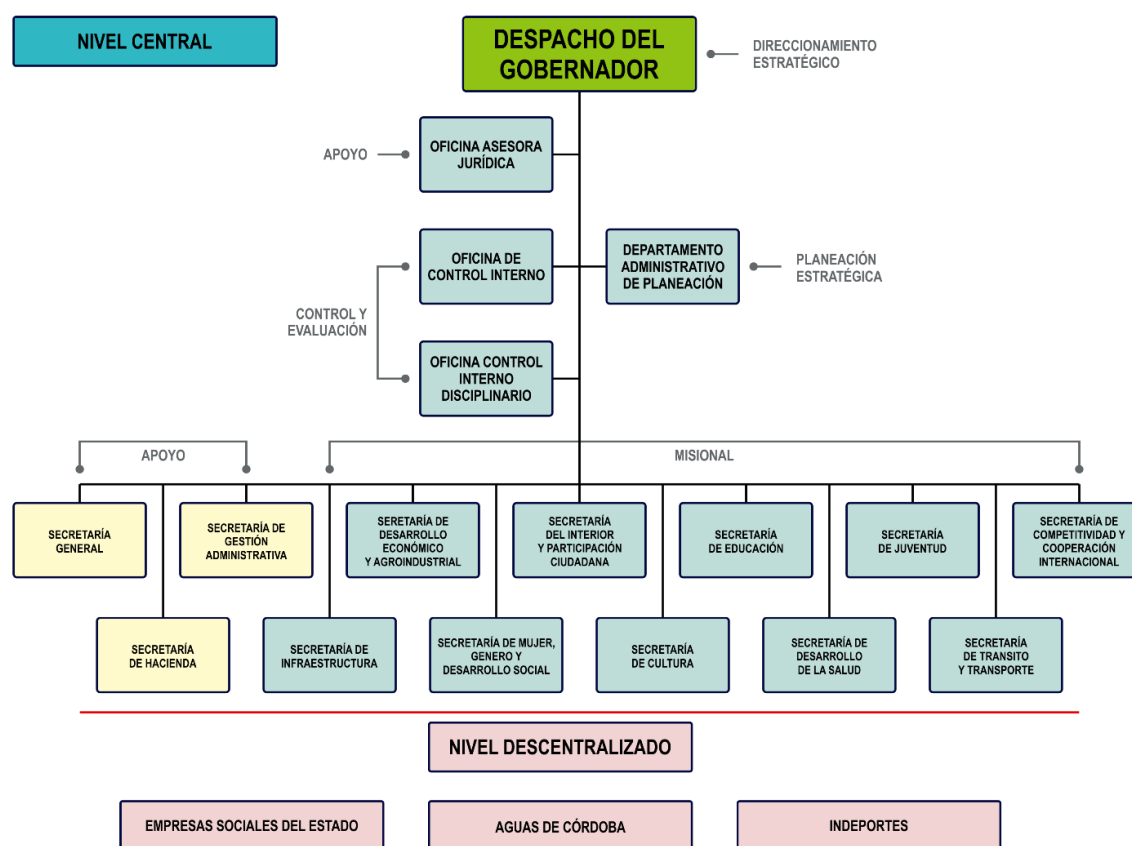 NIVEL CENTRAL
DESPACHO DEL
GOBERNADOR
DIRECCIONAMIENTO
ESTRATÉGICO
APOYO
OFICINA ASESORA
JURÍDICA
OFICINA DE
CONTROL INTERNO
DEPARTAMENTO
ADMINISTRATIVO
DE PLANEACIÓN
PLANEACIÓN
ESTRATÉGICA
CONTROL Y
EVALUACIÓN
OFICINA CONTROL
INTERNO
DISCIPLINARIO
APOYO
MISIONAL
SECRETARÍA
GENERAL
SECRETARÍA DE
GESTIÓN
ADMINISTRATIVA
SERETARÍA DE
DESARROLLO
ECONÓMICO
Y AGROINDUSTRIAL
SECRETARÍA
DEL INTERIOR
Y PARTICIPACIÓN
CIUDADANA
SECRETARÍA
DE EDUCACIÓN
SECRETARÍA
DE JUVENTUD
SECRETARÍA DE
COMPETITIVIDAD Y
COOPERACIÓN
INTERNACIONAL
SECRETARÍA
DE HACIENDA
SECRETARÍA DE
INFRAESTRUCTURA
SECRETARÍA DE MUJER,
GENERO Y
DESARROLLO SOCIAL
SECRETARÍA
DE CULTURA
SECRETARÍA DE
DESARROLLO
DE LA SALUD
SECRETARÍA
DE TRANSITO
Y TRANSPORTE
NIVEL DESCENTRALIZADO
EMPRESAS SOCIALES DEL ESTADO
AGUAS DE CÓRDOBA
INDEPORTES